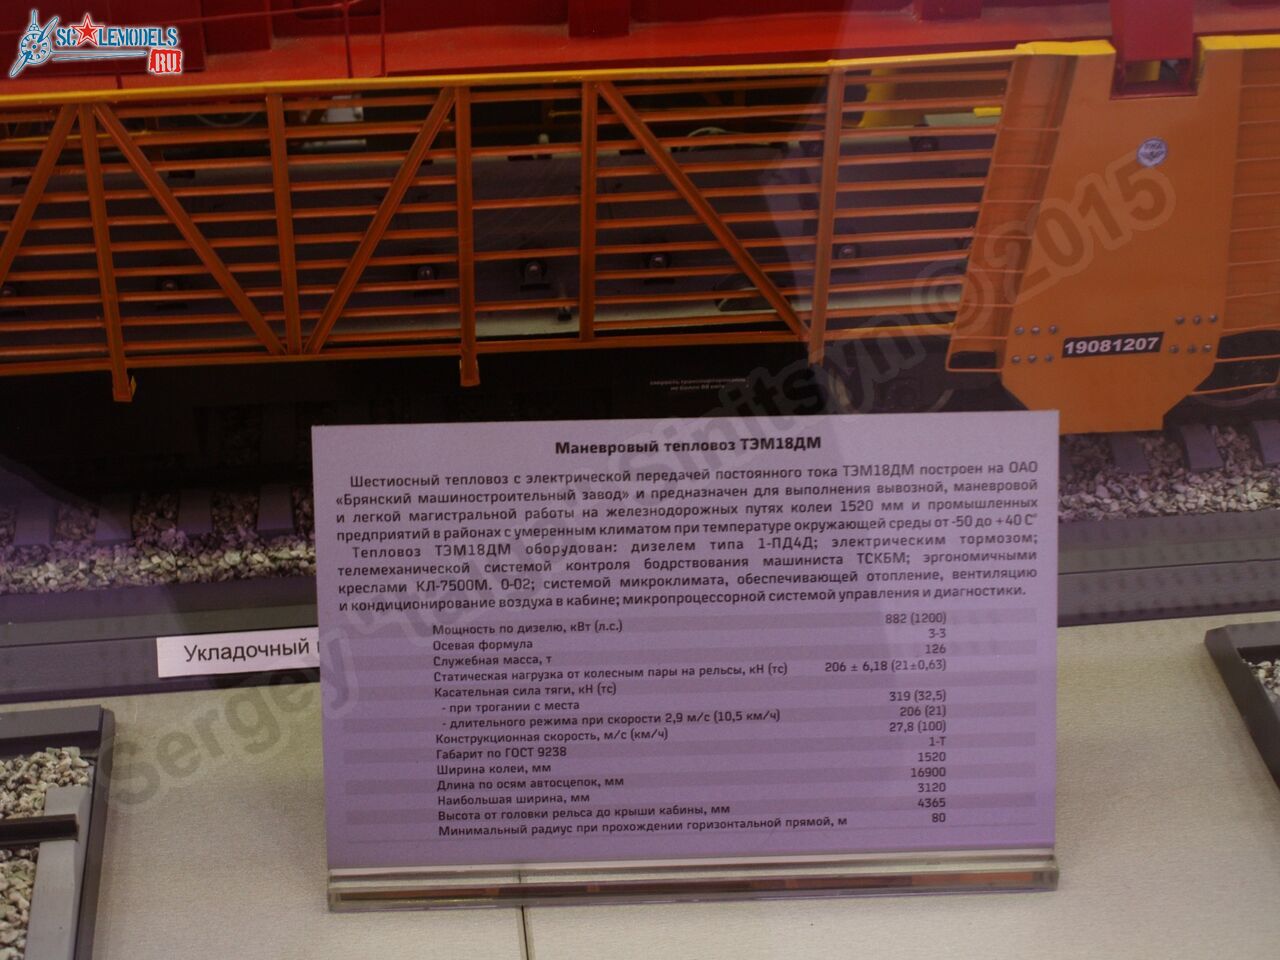 SCALEMODELS
.RU
19081207
скорость транспортировки
не более 80 км/ч
Маневровый тепловоз ТЭМ18ДМ
Шестиосный тепловоз с электрической передачей постоянного тока ТЭМ18ДМ построен на ОАО
«Брянский машиностроительный завод» и предназначен для выполнения вывозной, маневровой
и легкой магистральной работы на железнодорожных путях колеи 1520 мм и промышленных
предприятий в районах с умеренным климатом при температуре окружающей среды от -50 до +40 С°
Тепловоз ТЭМ18ДМ оборудован: дизелем типа 1-ПД4Д; электрическим тормозом;
телемеханической системой контроля бодрствования машиниста ТСКБМ; эргономичными
креслами КЛ-7500М. 0-02; системой микроклимата, обеспечивающей отопление, вентиляцию
и кондиционирование воздуха в кабине; микропроцессорной системой управления и диагностики.
Мощность по дизелю, кВт (л.с.) 882 (1200)
Осевая формула 3-3
Служебная масса, т 126
Статическая нагрузка от колесным пары на рельсы, кН (тс) 206 ± 6,18 (21±0,63)
Касательная сила тяги, кН (тс)
- при трогании с места 319 (32,5)
- длительного режима при скорости 2,9 м/с (10,5 км/ч) 206 (21)
Конструкционная скорость, м/с (км/ч) 27,8 (100)
Габарит по ГОСТ 9238 1-Т
Ширина колеи, мм 1520
Длина по осям автосцепок, мм 16900
Наибольшая ширина, мм 3120
Высота от головки рельса до крыши кабины, мм 4365
Минимальный радиус при прохождении горизонтальной прямой, м 80
Укладочный
Sergey Sinitsyn © 2015